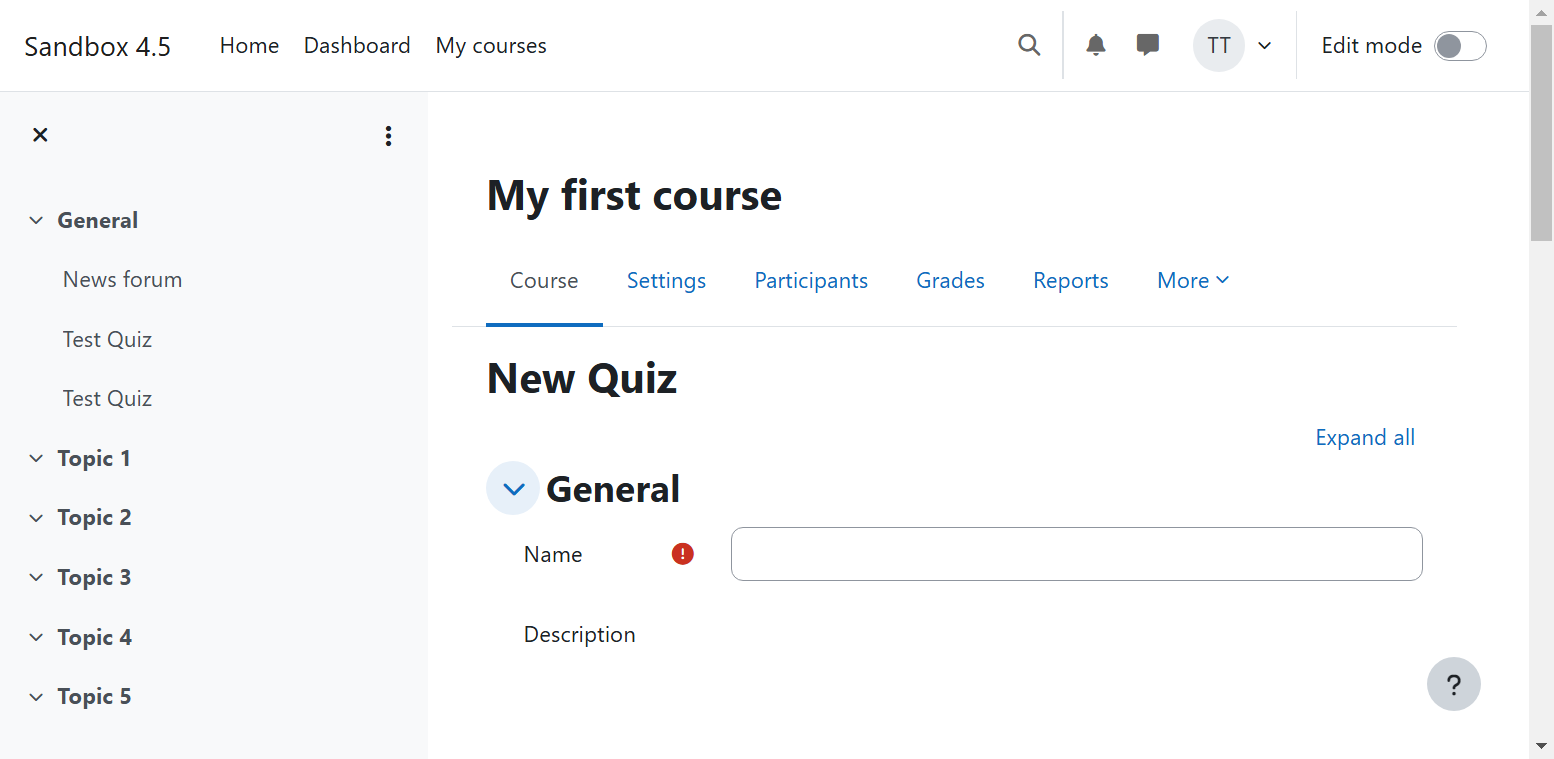 Sandbox 4.5 Home Dashboard My courses TT Edit mode
General
News forum
Test Quiz
Test Quiz
Topic 1
Topic 2
Topic 3
Topic 4
Topic 5
My first course
Course Settings Participants Grades Reports More
New Quiz
Expand all
General
Name
Description
?